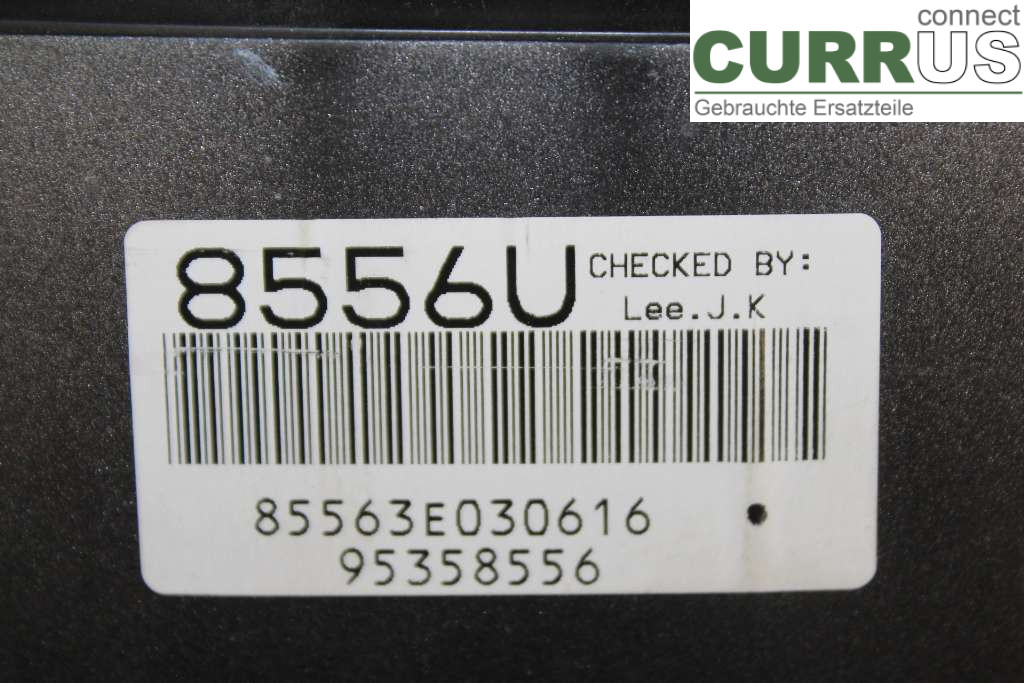 connect
CURRUS
Gebrauchte Ersatzteile
8556U
CHECKED BY:
Lee.J.K
85563E030616
95358556